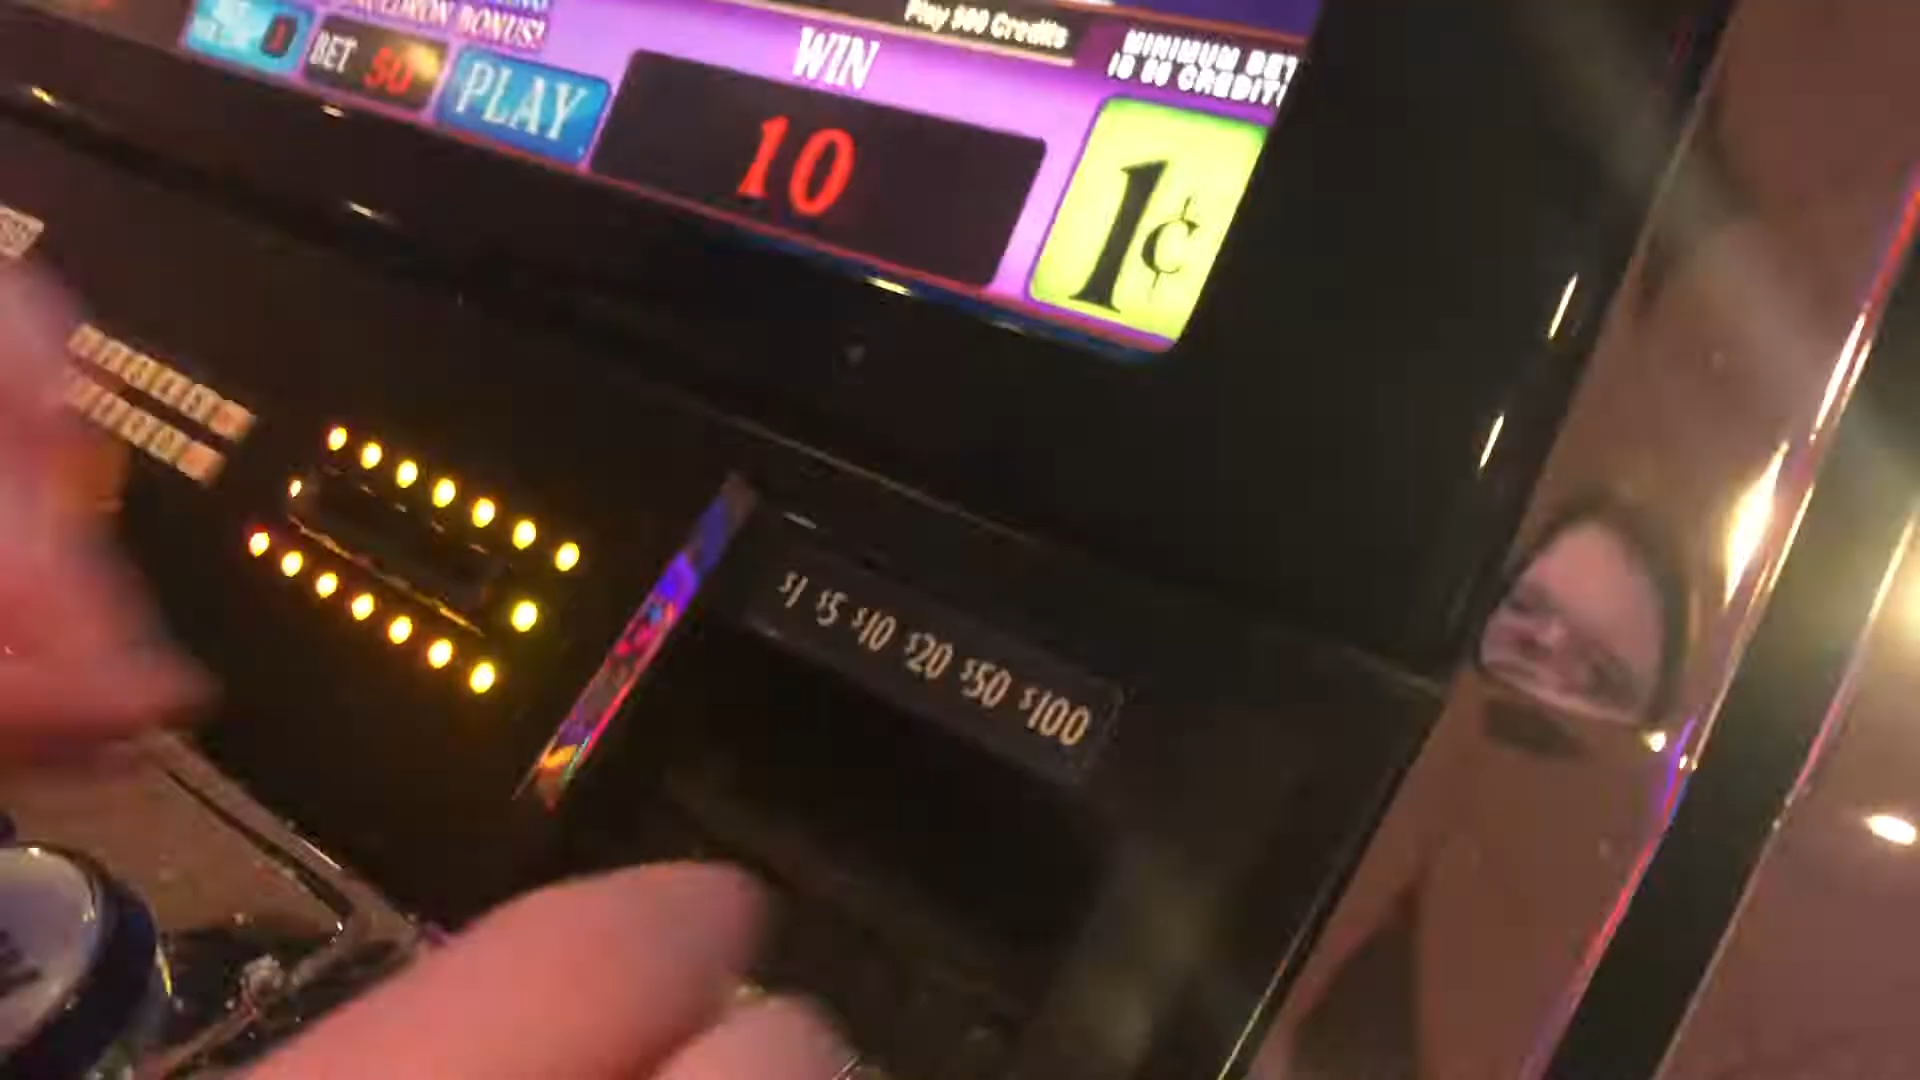 BONUS!
Play 500 Credits
WIN
MINIMUM BET
IS 50 CREDITS
BET 50
PLAY
10
1¢
$1 $5 $10 $20 $50 $100